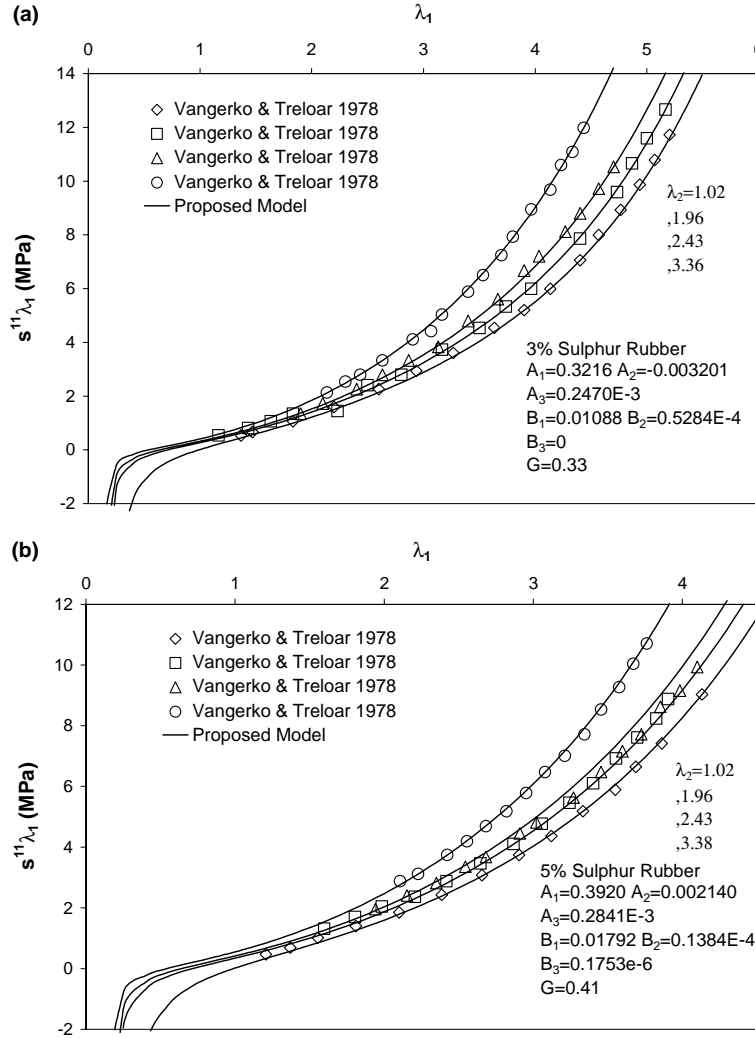 (a)
λ1
0 1 2 3 4 5 6
14
12
10
8
6
4
2
0
-2
s11λ1 (MPa)
Vangerko & Treloar 1978
Vangerko & Treloar 1978
Vangerko & Treloar 1978
Vangerko & Treloar 1978
Proposed Model
λ2=1.02
,1.96
,2.43
,3.36
3% Sulphur Rubber
A1=0.3216 A2=-0.003201
A3=0.2470E-3
B1=0.01088 B2=0.5284E-4
B3=0
G=0.33
(b)
λ1
0 1 2 3 4
12
10
8
6
4
2
0
-2
s11λ1 (MPa)
Vangerko & Treloar 1978
Vangerko & Treloar 1978
Vangerko & Treloar 1978
Vangerko & Treloar 1978
Proposed Model
λ2=1.02
,1.96
,2.43
,3.38
5% Sulphur Rubber
A1=0.3920 A2=0.002140
A3=0.2841E-3
B1=0.01792 B2=0.1384E-4
B3=0.1753e-6
G=0.41